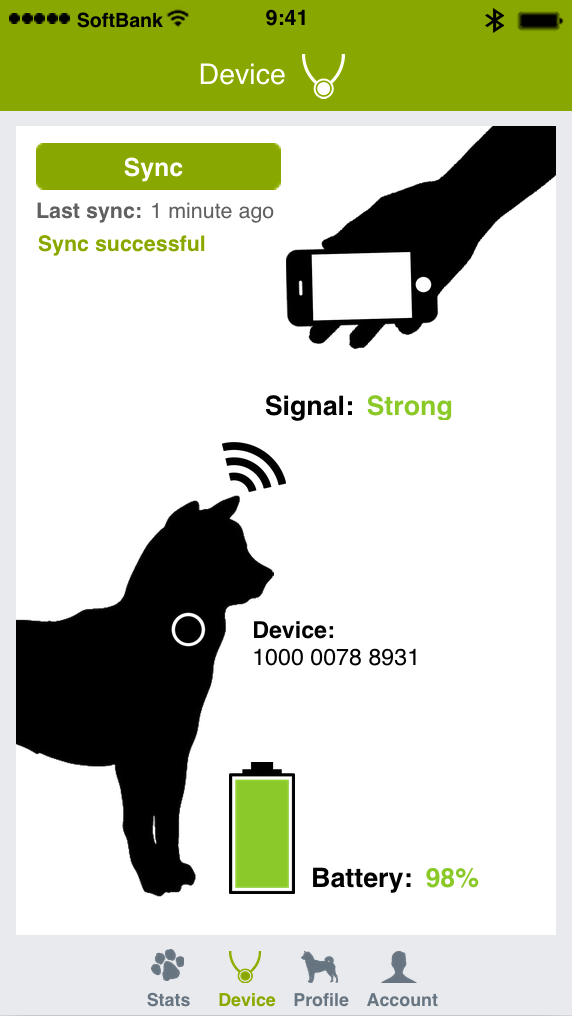 SoftBank 9:41
Device
Sync
Last sync: 1 minute ago
Sync successful
Signal: Strong
Device:
1000 0078 8931
Battery: 98%
Stats Device Profile Account